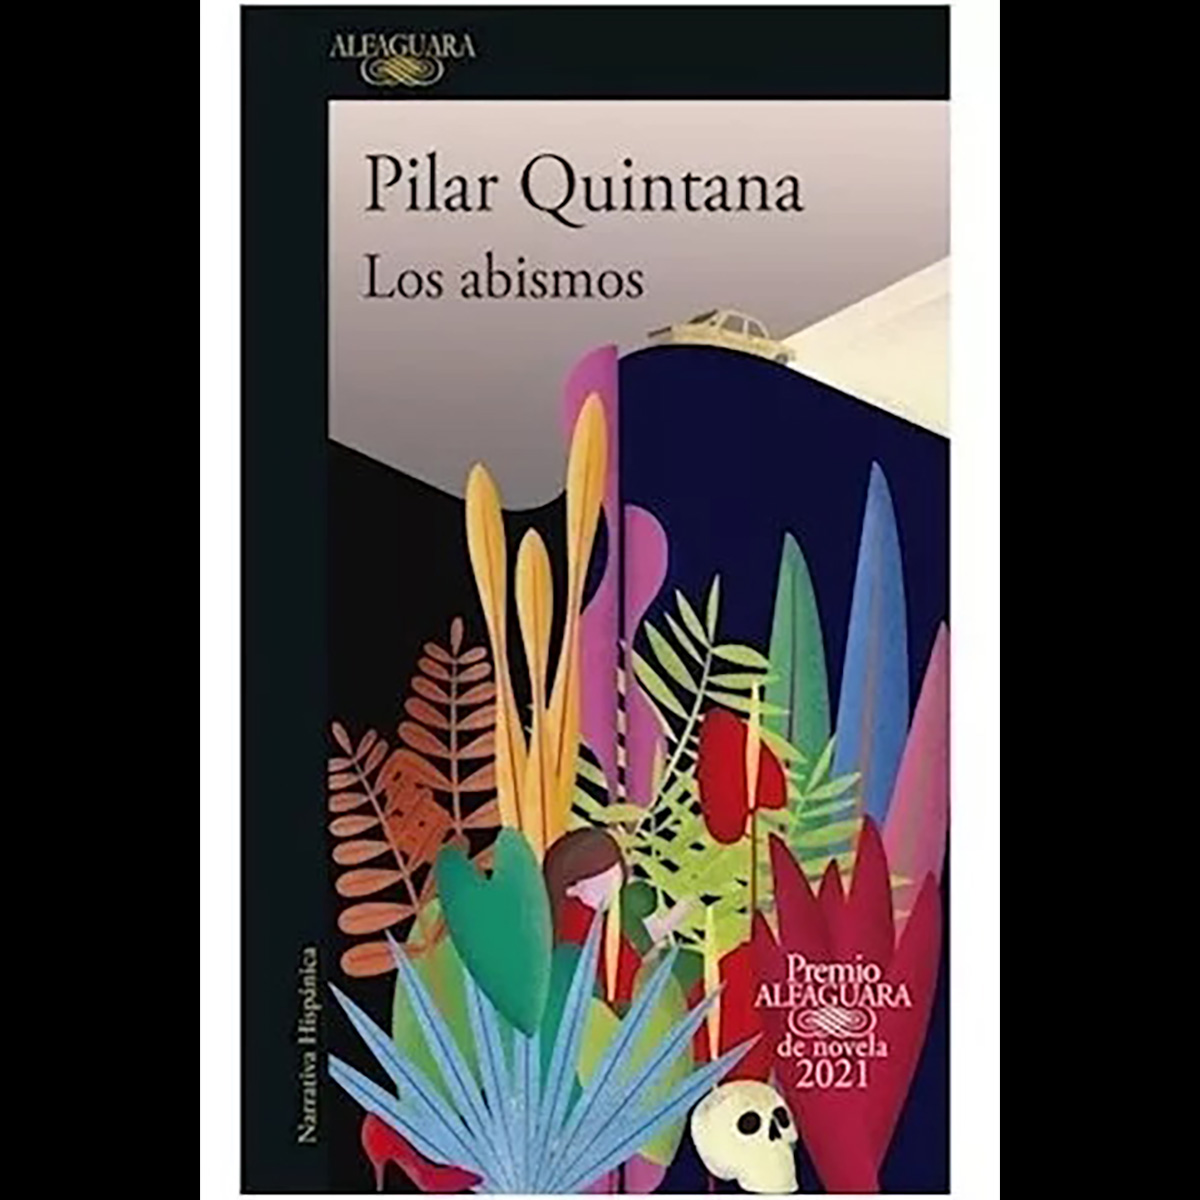 ALFAGUARA
Pilar Quintana
Los abismos
Narrativa Hispánica
Premio
ALFAGUARA
de novela
2021